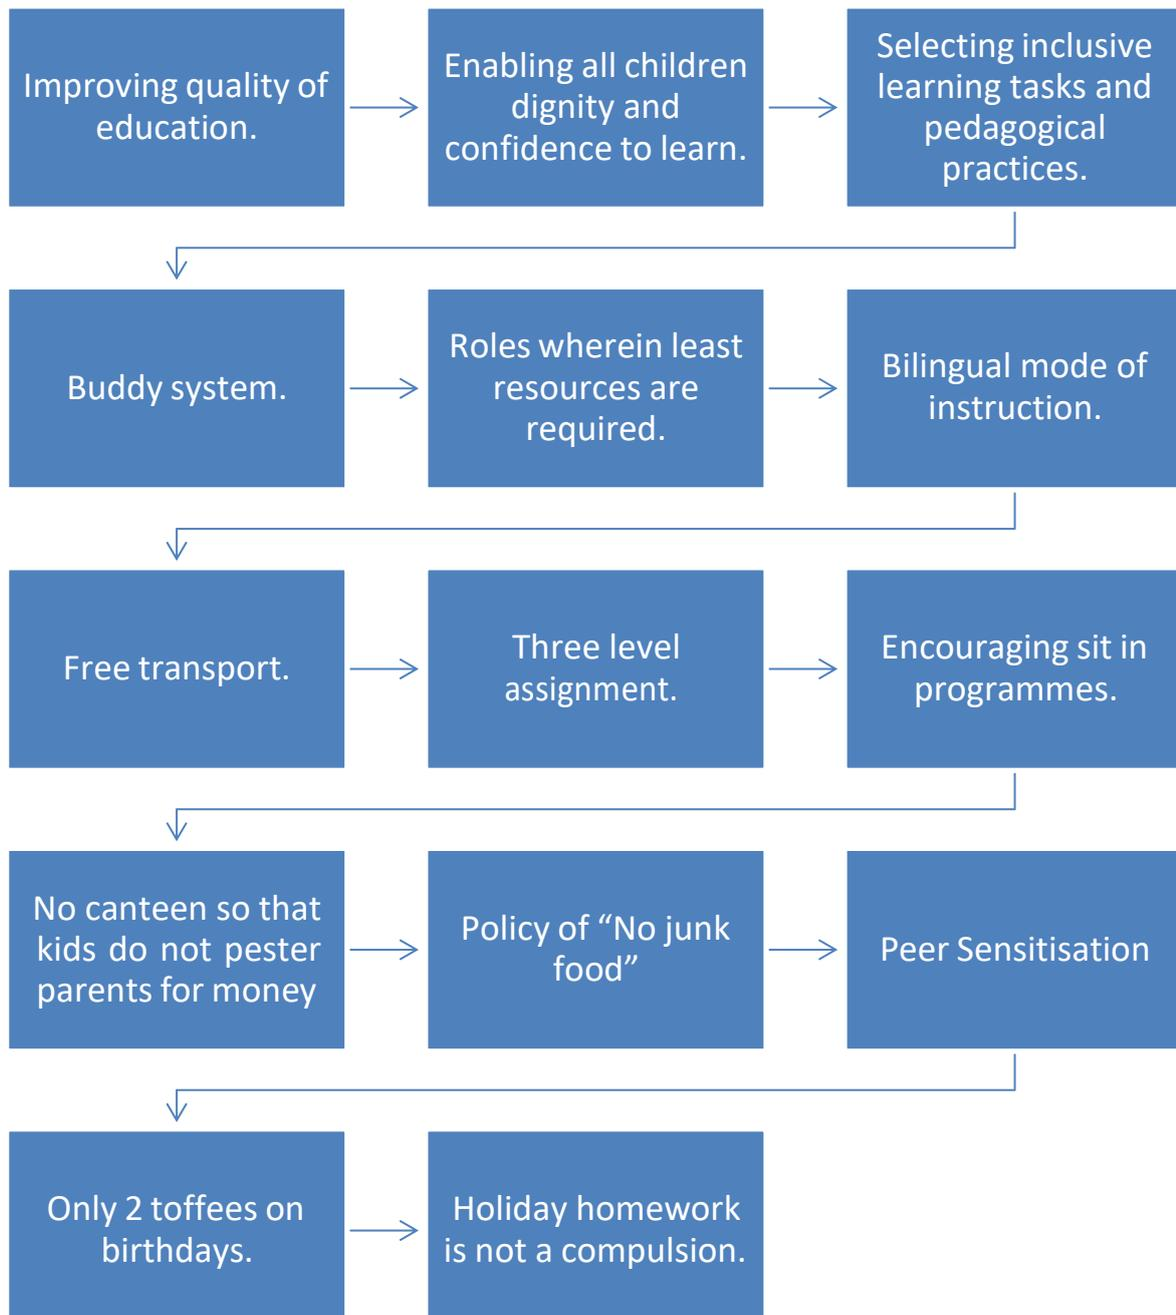 Improving quality of
education.
Enabling all children
dignity and
confidence to learn.
Selecting inclusive
learning tasks and
pedagogical
practices.
Buddy system.
Roles wherein least
resources are
required.
Bilingual mode of
instruction.
Free transport.
Three level
assignment.
Encouraging sit in
programmes.
No canteen so that
kids do not pester
parents for money
Policy of “No junk
food”
Peer Sensitisation
Only 2 toffees on
birthdays.
Holiday homework
is not a compulsion.